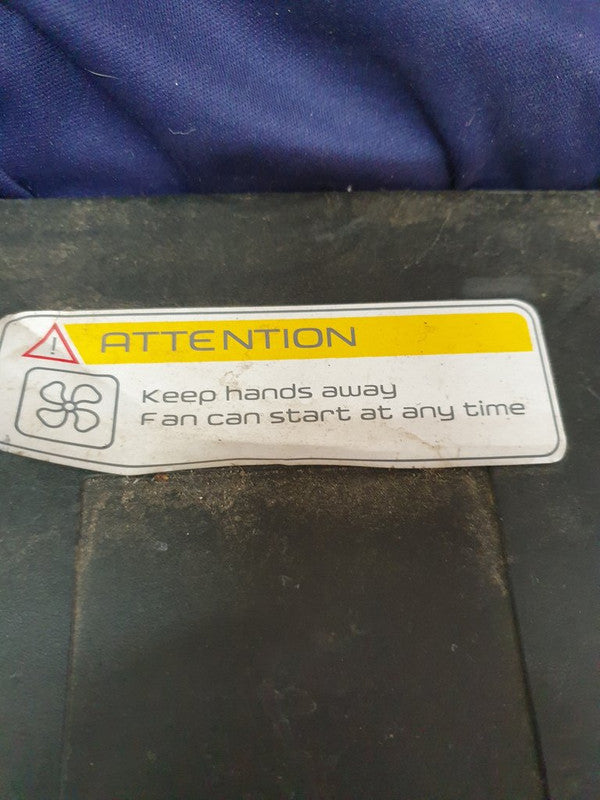 ! ATTENTION
Keep hands away
Fan can start at any time